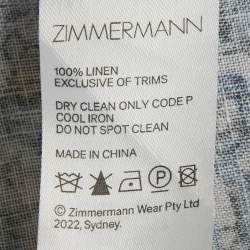 ZIMMERMANN
100% LINEN
EXCLUSIVE OF TRIMS
DRY CLEAN ONLY CODE P
COOL IRON
DO NOT SPOT CLEAN
MADE IN CHINA
© Zimmermann Wear Pty Ltd
2022, Sydney.